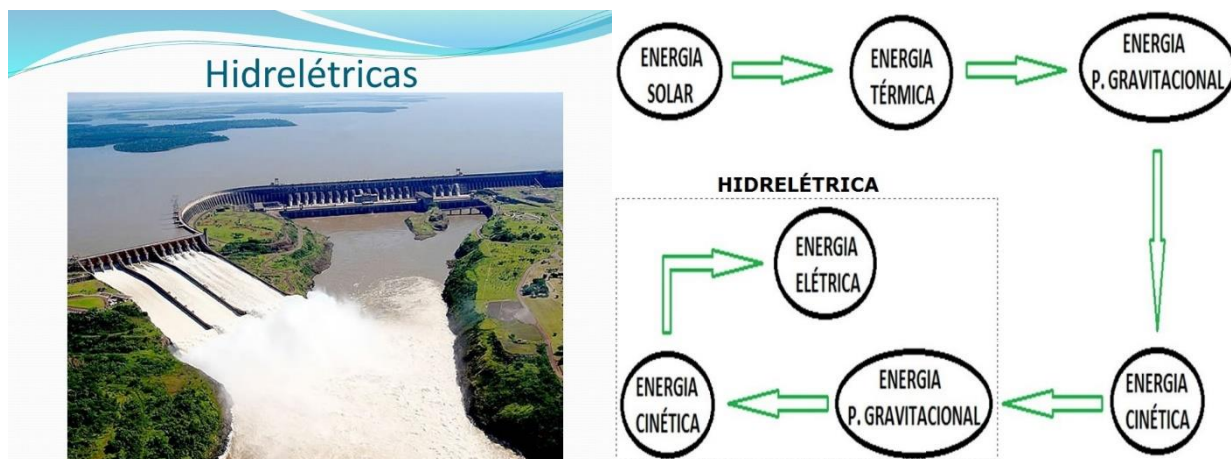 Hidrelétricas
ENERGIA
SOLAR
ENERGIA
TÉRMICA
ENERGIA
P. GRAVITACIONAL
HIDRELÉTRICA
ENERGIA
ELÉTRICA
ENERGIA
CINÉTICA
ENERGIA
P. GRAVITACIONAL
ENERGIA
CINÉTICA